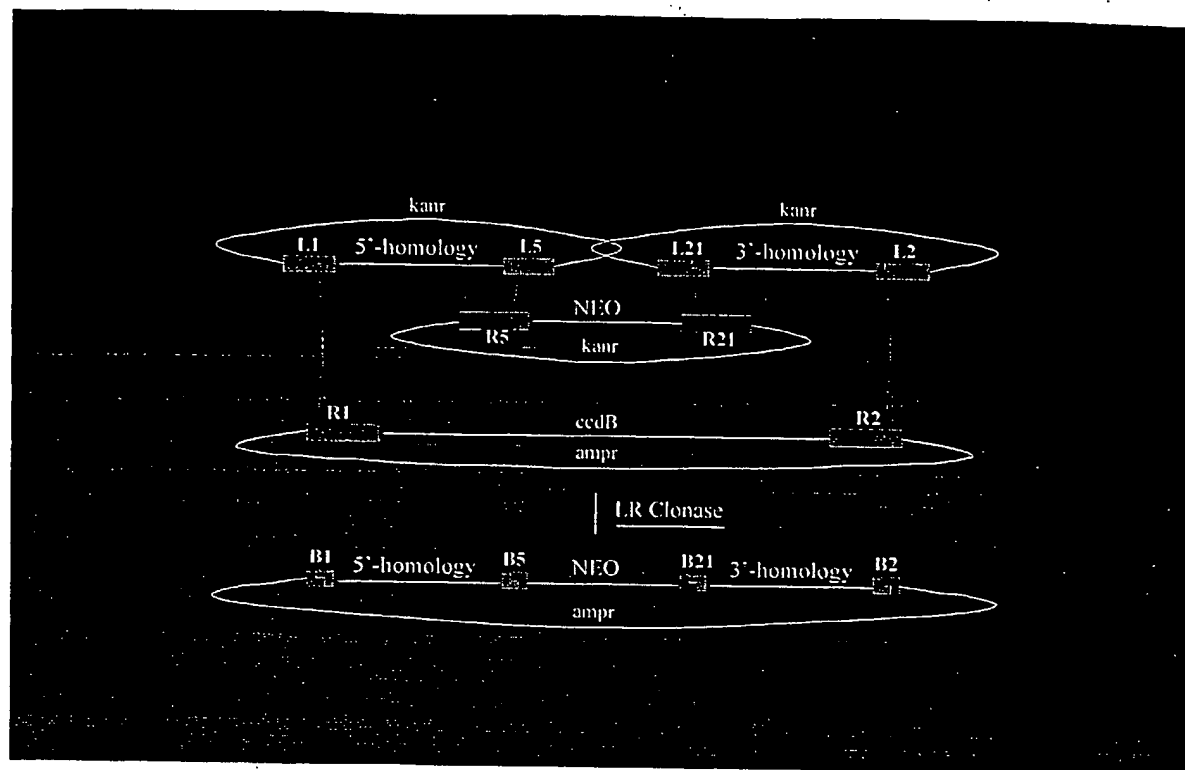 kanr kanr
L1 5'-homology L5 L21 3'-homology L2
NEO
R5 R21
kanr
R1 ccdB R2
ampr
LR Clonase
B1 5'-homology B5 NEO B21 3'-homology B2
ampr